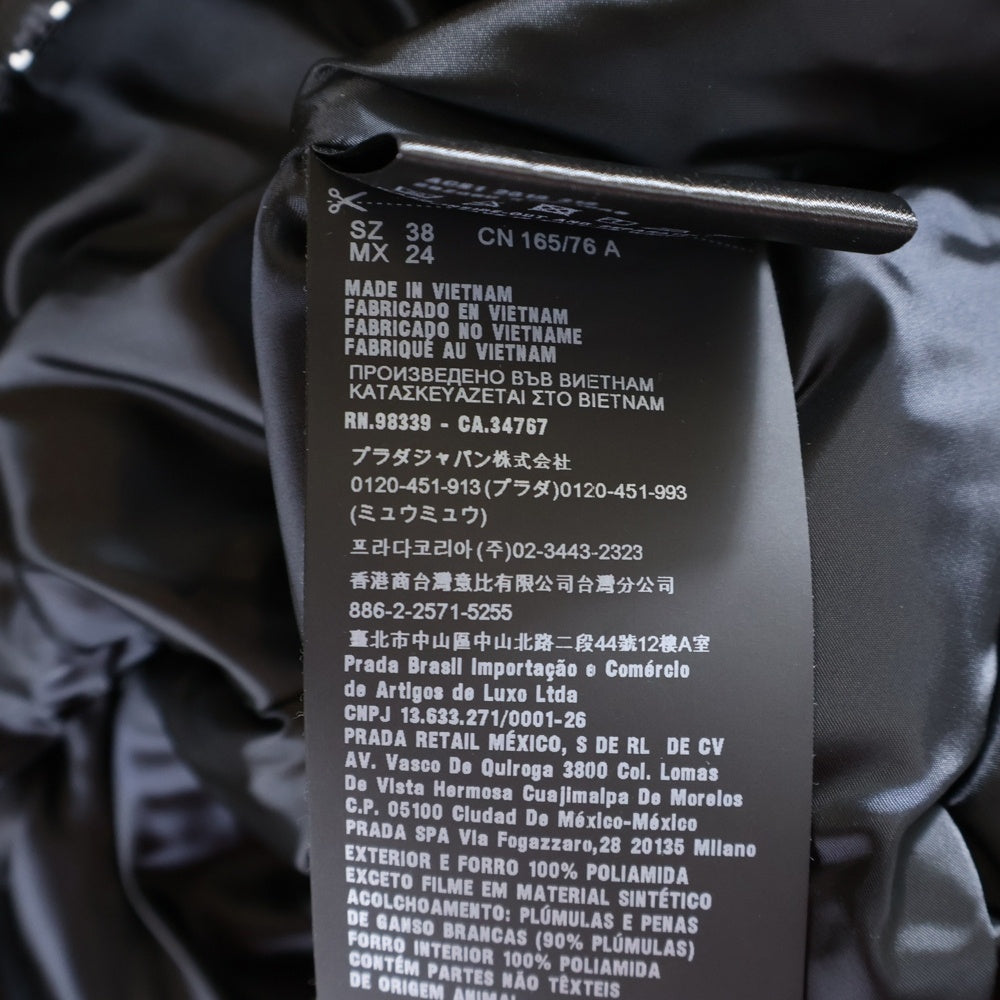 SZ 38 CN 165/76 A
MX 24
MADE IN VIETNAM
FABRICADO EN VIETNAM
FABRICADO NO VIETNAME
FABRIQUÉ AU VIETNAM
ПРОИЗВЕДЕНО ВЪВ ВИЕТНАМ
ΚΑΤΑΣΚΕΥΑΖΕΤΑΙ ΣΤΟ ΒΙΕΤΝΑΜ
RN.98339 - CA.34767
プラダジャパン株式会社
0120-451-913(プラダ)0120-451-993
(ミュウミュウ)
프라다코리아(주)02-3443-2323
香港商台灣意比有限公司台灣分公司
886-2-2571-5255
臺北市中山區中山北路二段44號12樓A室
Prada Brasil Importação e Comércio
de Artigos de Luxo Ltda
CNPJ 13.633.271/0001-26
PRADA RETAIL MÉXICO, S DE RL DE CV
AV. Vasco De Quiroga 3800 Col. Lomas
De Vista Hermosa Cuajimalpa De Morelos
C.P. 05100 Ciudad De México-México
PRADA SPA Via Fogazzaro,28 20135 Milano
EXTERIOR E FORRO 100% POLIAMIDA
EXCETO FILME EM MATERIAL SINTÉTICO
ACOLCHOAMENTO: PLÚMULAS E PENAS
DE GANSO BRANCAS (90% PLÚMULAS)
FORRO INTERIOR 100% POLIAMIDA
CONTÉM PARTES NÃO TÊXTEIS
DE ORIGEM ANIMAL